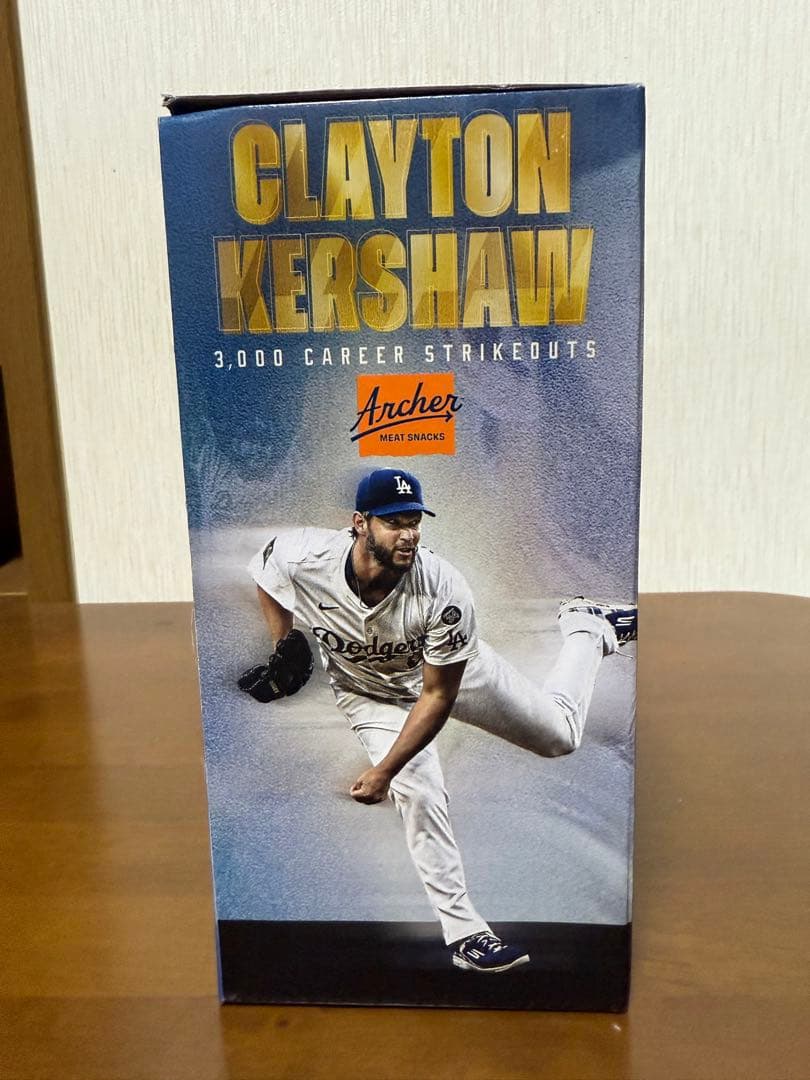 CLAYTON
KERSHAW
3,000 CAREER STRIKEOUTS
Archer
MEAT SNACKS
LA
Dodgers
LA